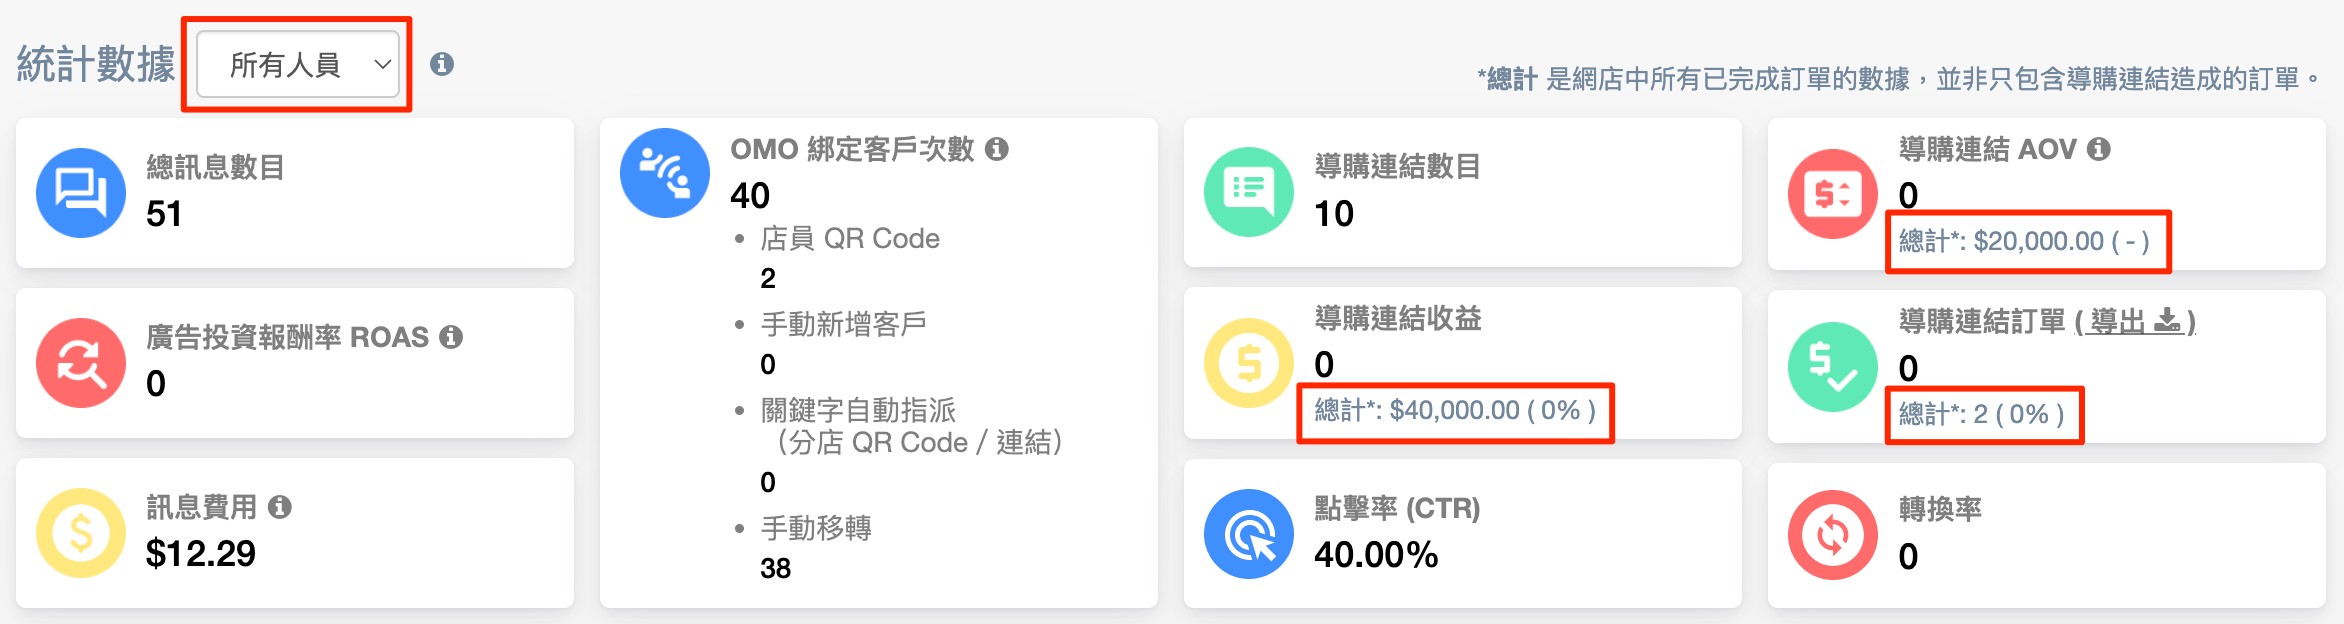 統計數據 所有人員
*總計 是網店中所有已完成訂單的數據，並非只包含導購連結造成的訂單。
總訊息數目
51
廣告投資報酬率 ROAS
0
訊息費用
$12.29
OMO 綁定客戶次數
40
• 店員 QR Code
2
• 手動新增客戶
0
• 關鍵字自動指派
（分店 QR Code / 連結）
0
• 手動移轉
38
導購連結數目
10
導購連結收益
0
總計*: $40,000.00 ( 0% )
點擊率 (CTR)
40.00%
導購連結 AOV
0
總計*: $20,000.00 ( - )
導購連結訂單 ( 導出 )
0
總計*: 2 ( 0% )
轉換率
0